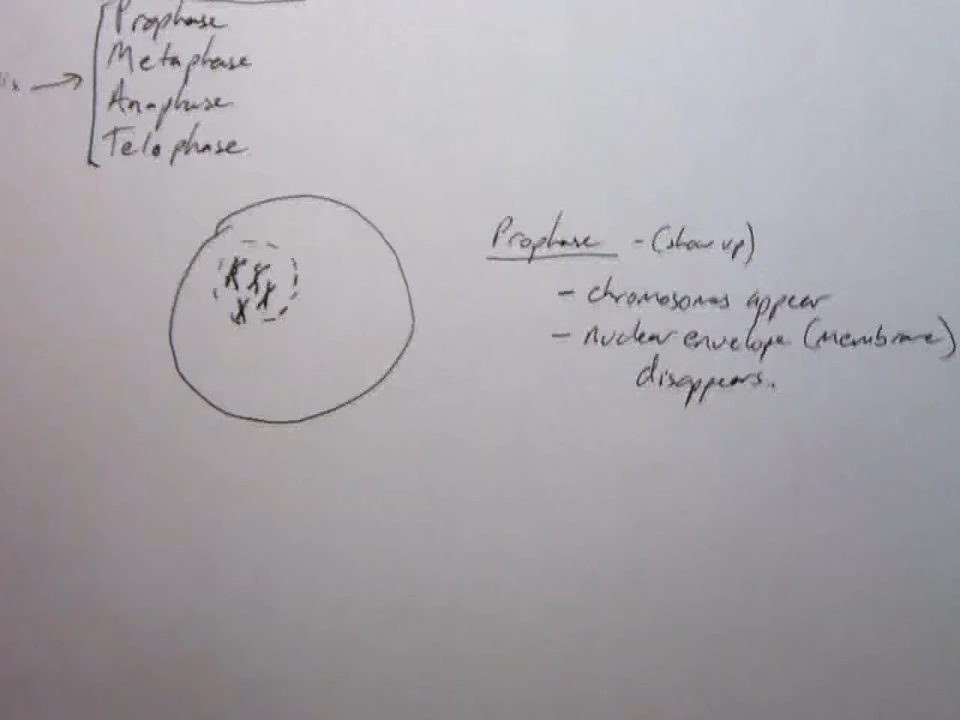 Prophase
Metaphase
Anaphase
Telophase
Prophase - (show up)
- chromosomes appear
- nuclear envelope (membrane)
disappears.